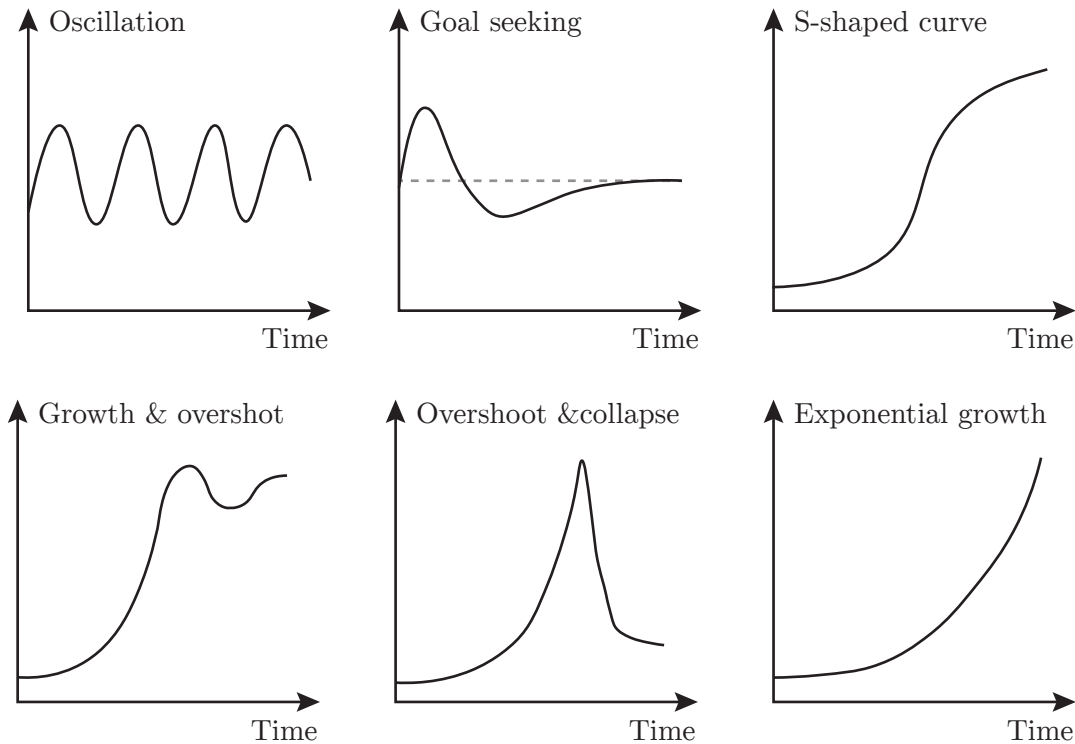 Oscillation
Goal seeking
S-shaped curve
Time
Time
Time
Growth & overshot
Overshoot &collapse
Exponential growth
Time
Time
Time